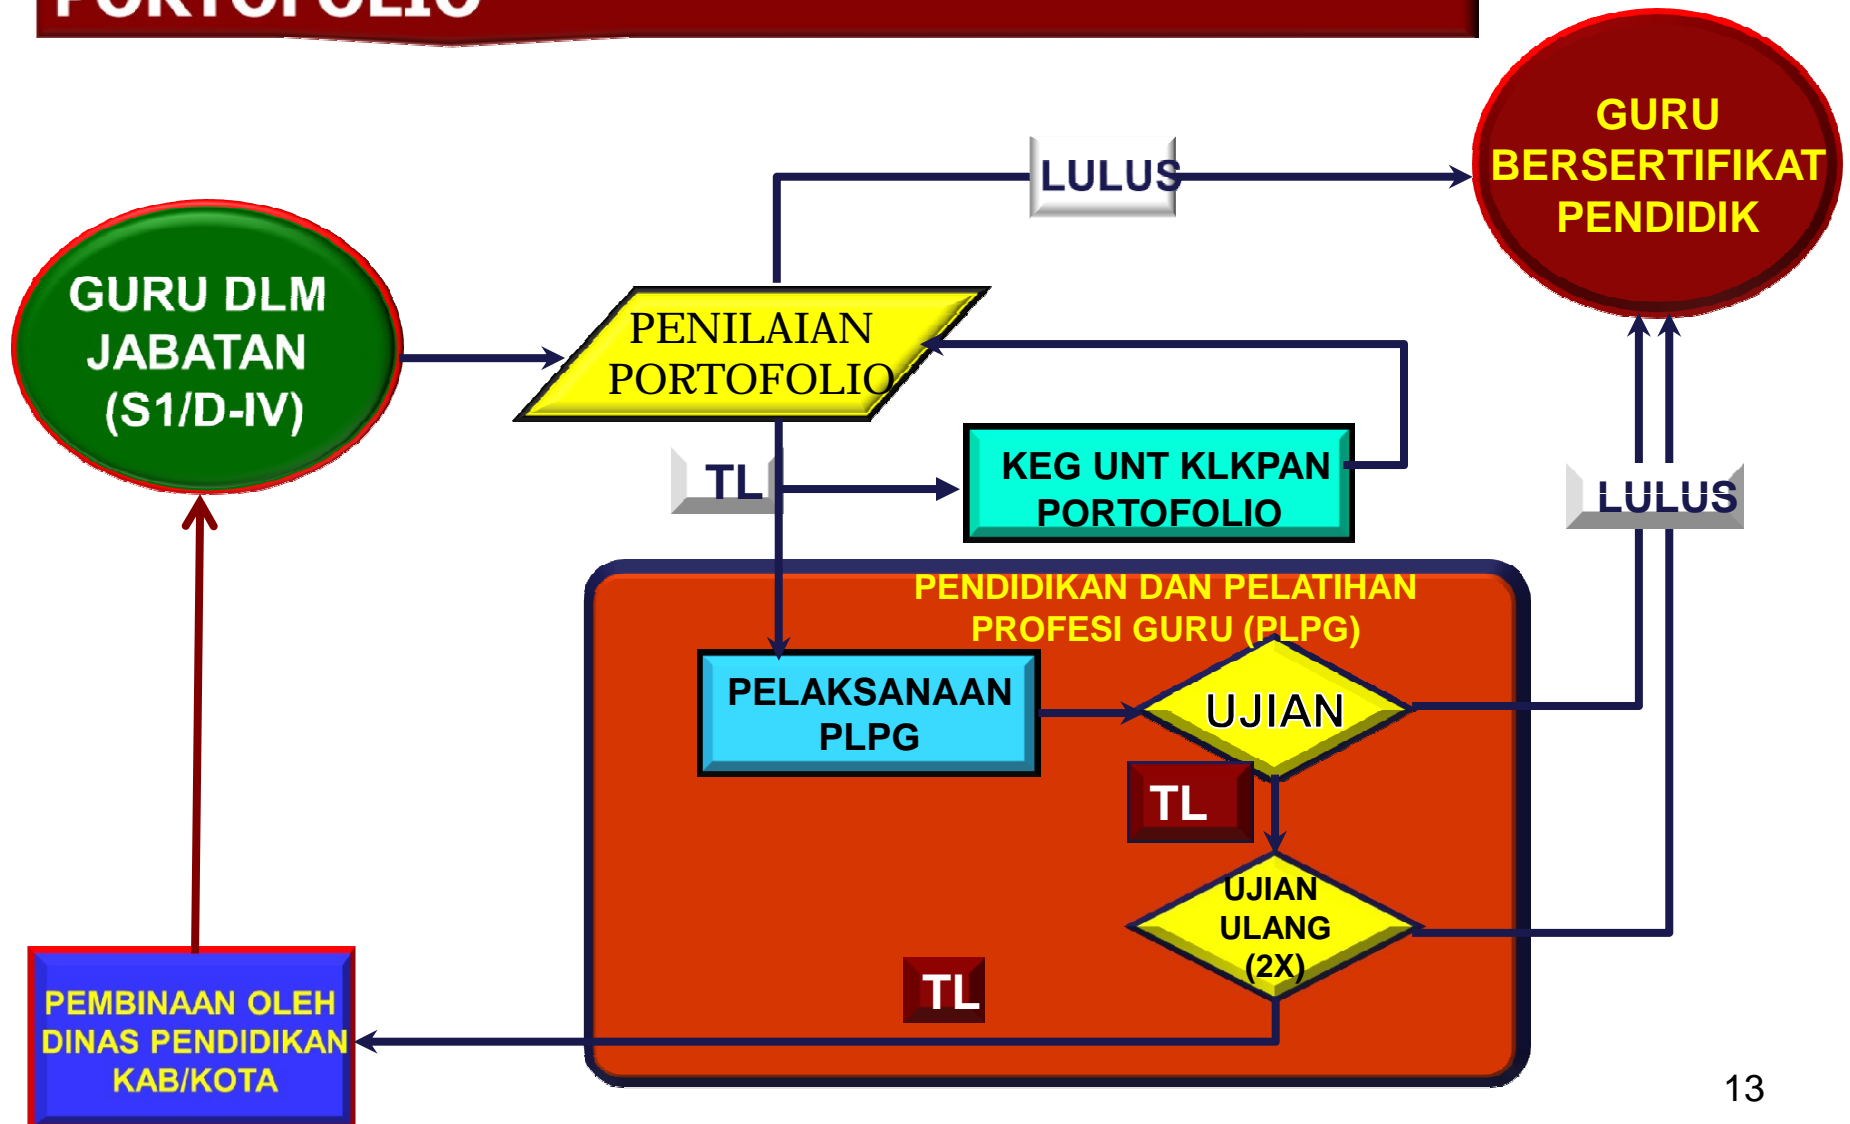 PORTOFOLIO
GURU
BERSERTIFIKAT
PENDIDIK
LULUS
GURU DLM
JABATAN
(S1/D-IV)
PENILAIAN
PORTOFOLIO
TL
KEG UNT KLKPAN
PORTOFOLIO
LULUS
PENDIDIKAN DAN PELATIHAN
PROFESI GURU (PLPG)
PELAKSANAAN
PLPG
UJIAN
TL
UJIAN
ULANG
(2X)
TL
PEMBINAAN OLEH
DINAS PENDIDIKAN
KAB/KOTA
13